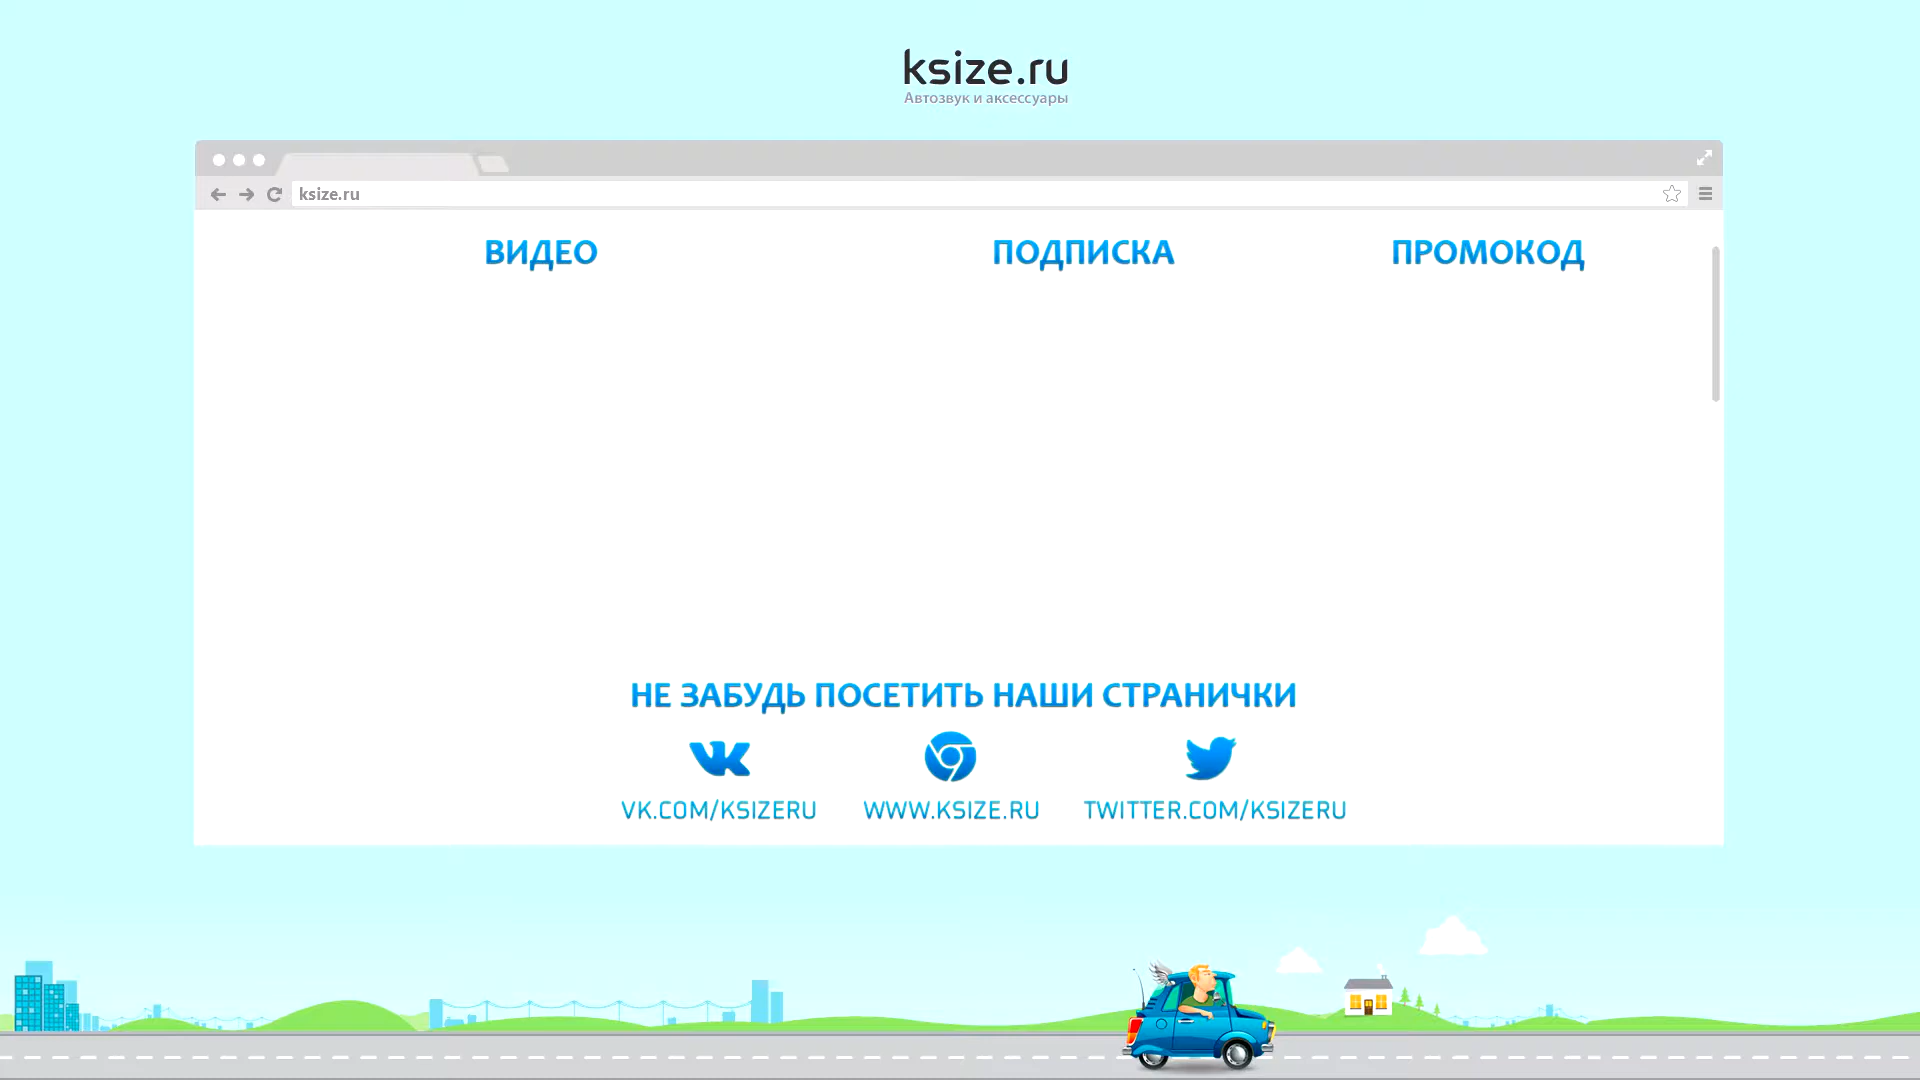 ksize.ru
Автозвук и аксессуары
ksize.ru
ВИДЕО
ПОДПИСКА
ПРОМОКОД
НЕ ЗАБУДЬ ПОСЕТИТЬ НАШИ СТРАНИЧКИ
VK.COM/KSIZERU
WWW.KSIZE.RU
TWITTER.COM/KSIZERU